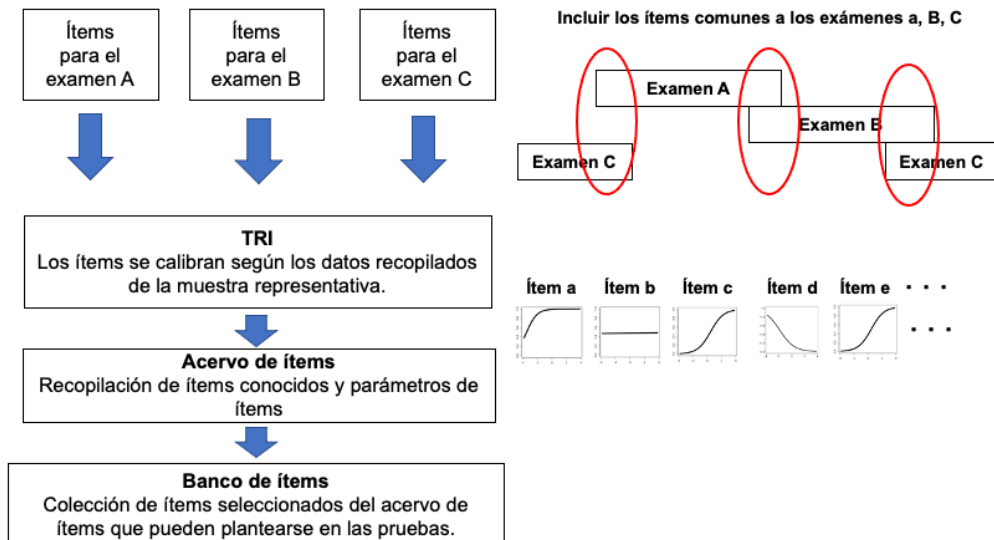 Ítems
para el
examen A
Ítems
para el
examen B
Ítems
para el
examen C
TRI
Los ítems se calibran según los datos recopilados
de la muestra representativa.
Acervo de ítems
Recopilación de ítems conocidos y parámetros de
ítems
Banco de ítems
Colección de ítems seleccionados del acervo de
ítems que pueden plantearse en las pruebas.
Incluir los ítems comunes a los exámenes a, B, C
Examen A
Examen B
Examen C
Examen C
Ítem a
Ítem b
Ítem c
Ítem d
Ítem e